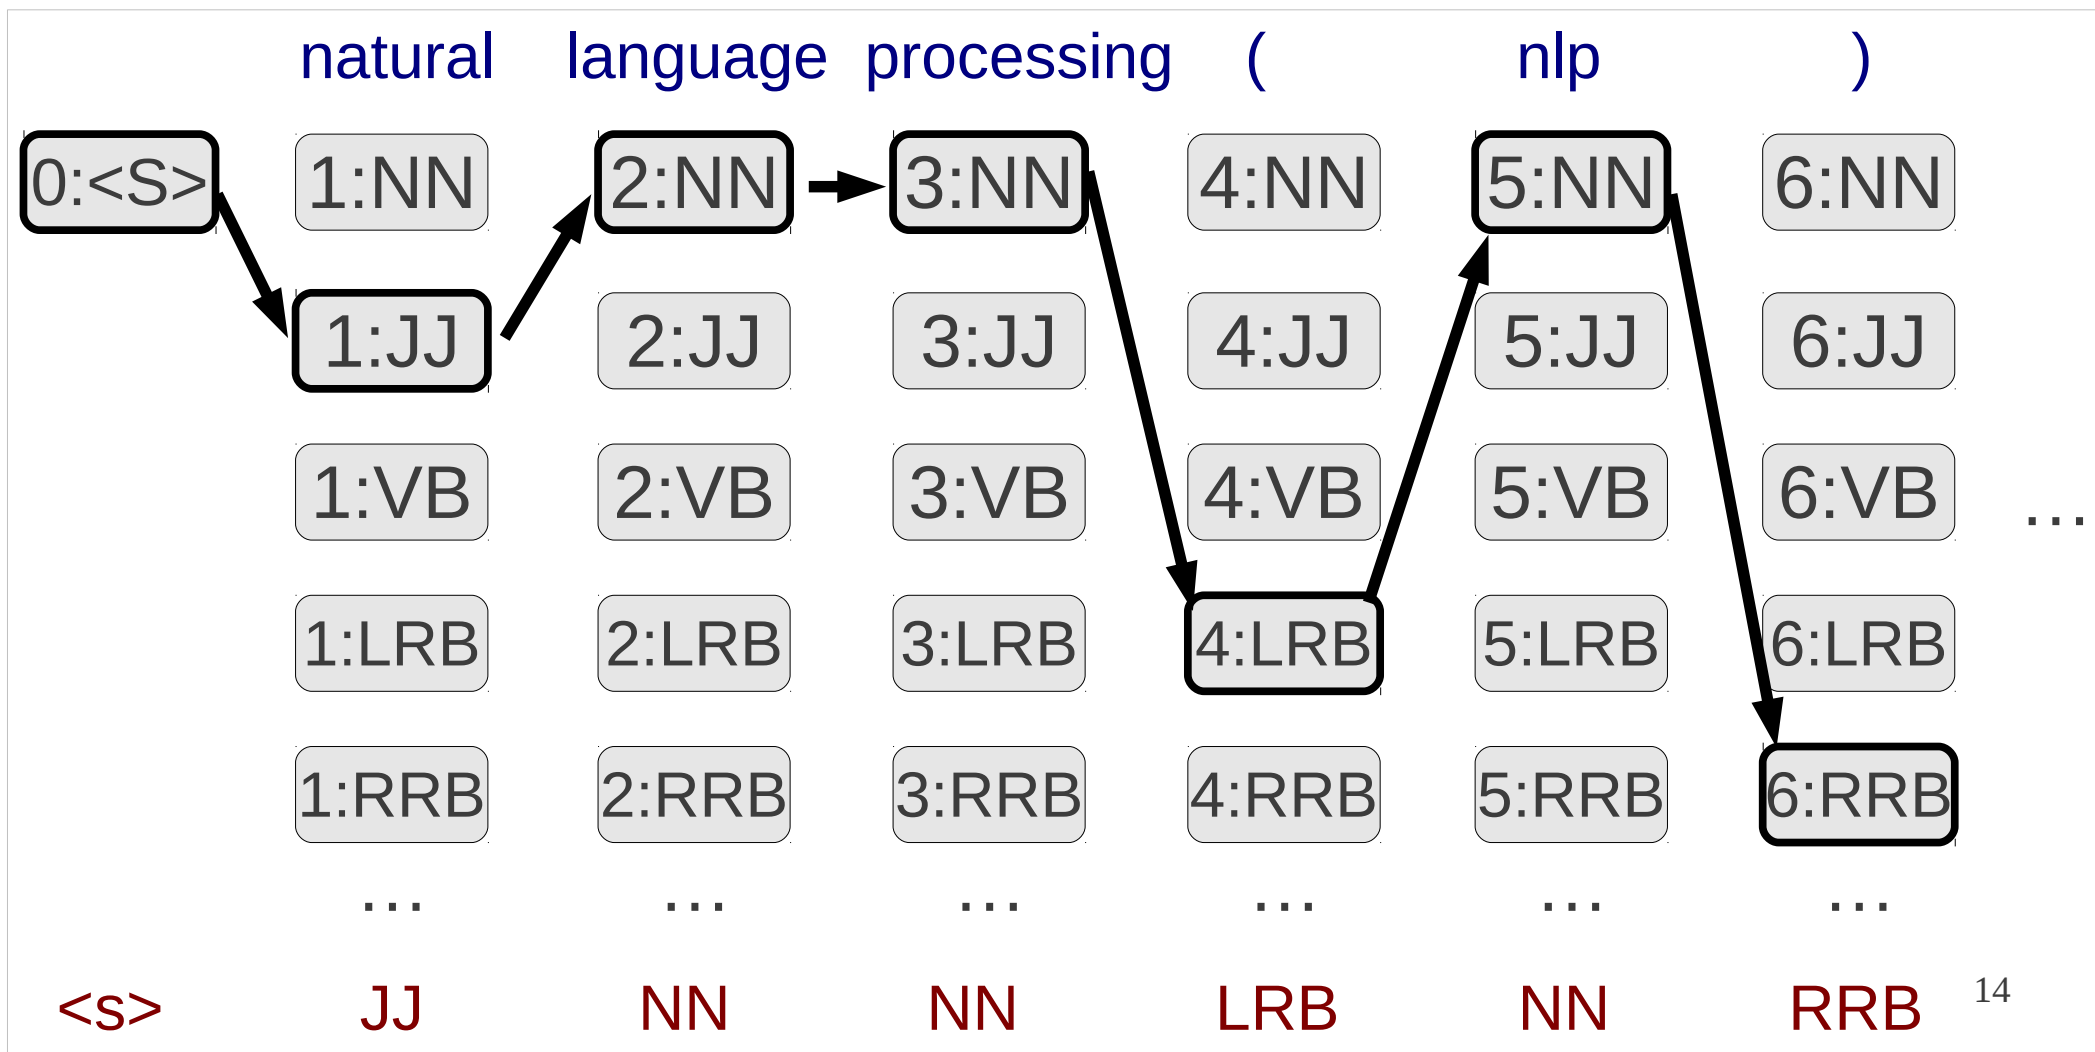 natural language processing ( nlp )
0:<S> 1:NN 2:NN 3:NN 4:NN 5:NN 6:NN
1:JJ 2:JJ 3:JJ 4:JJ 5:JJ 6:JJ
1:VB 2:VB 3:VB 4:VB 5:VB 6:VB …
1:LRB 2:LRB 3:LRB 4:LRB 5:LRB 6:LRB
1:RRB 2:RRB 3:RRB 4:RRB 5:RRB 6:RRB
… … … … … …
<s> JJ NN NN LRB NN RRB
14